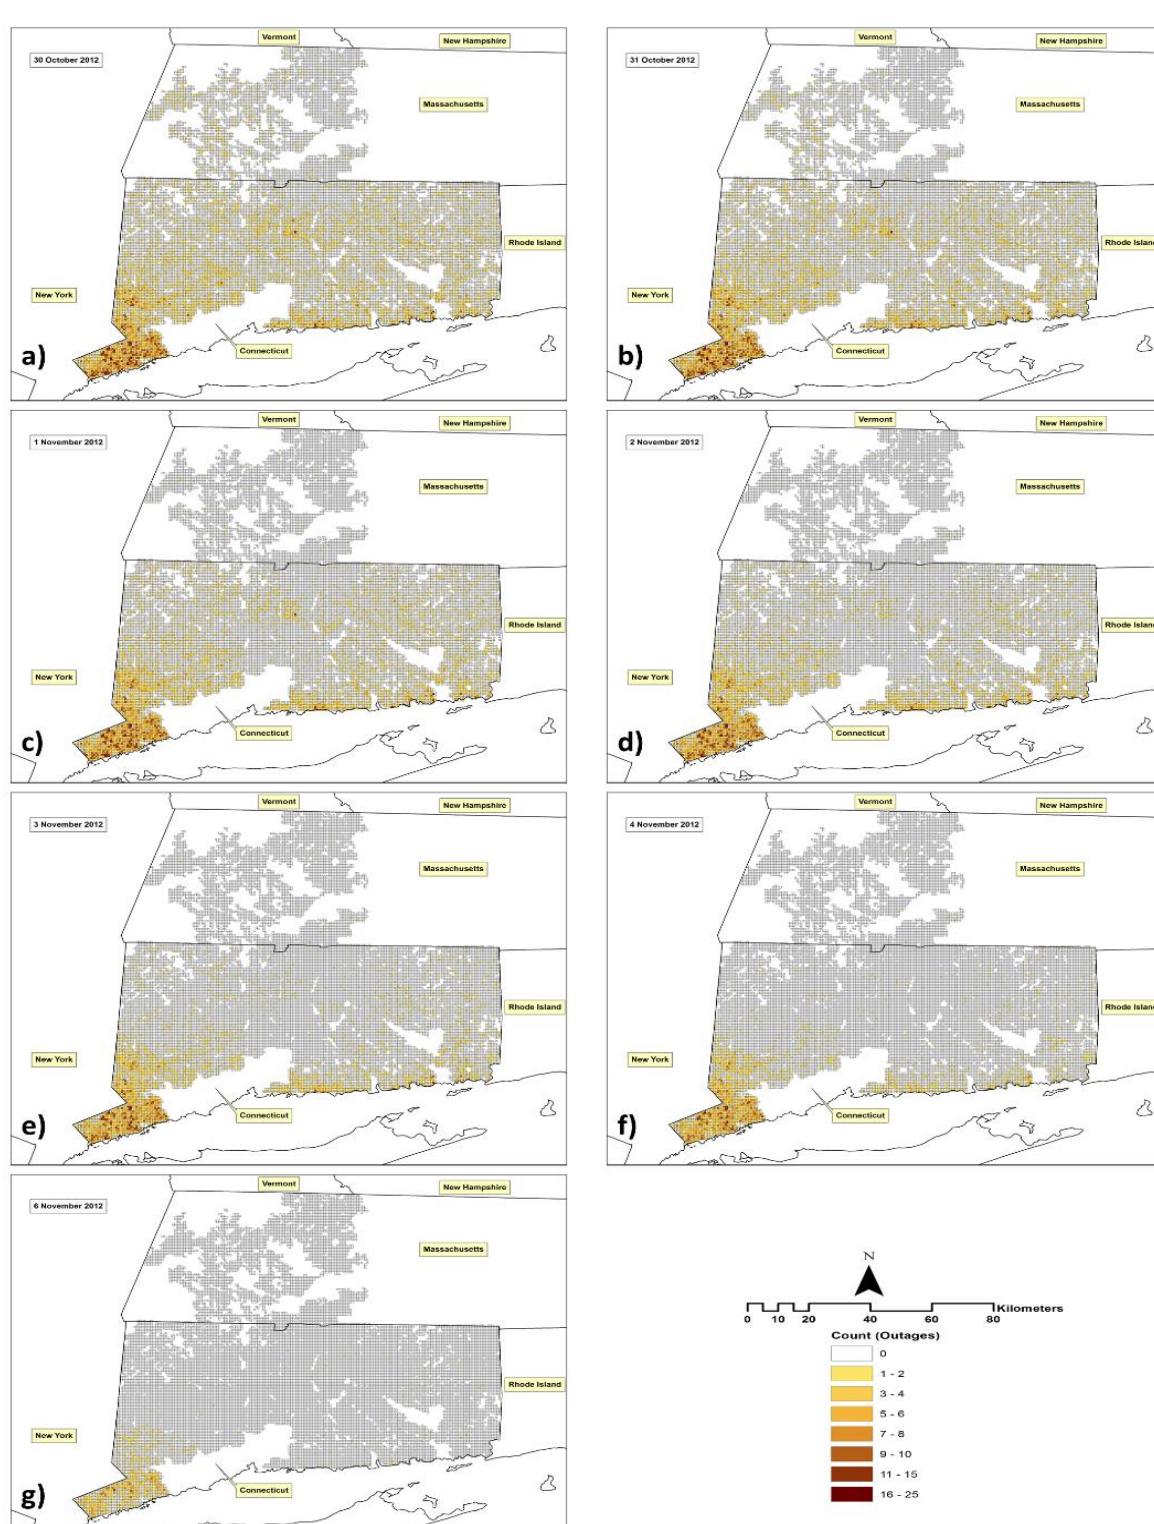 Vermont
New Hampshire
30 October 2012
Massachusetts
Rhode Island
New York
Connecticut
a)
Vermont
New Hampshire
31 October 2012
Massachusetts
Rhode Island
New York
Connecticut
b)
Vermont
New Hampshire
1 November 2012
Massachusetts
Rhode Island
New York
Connecticut
c)
Vermont
New Hampshire
2 November 2012
Massachusetts
Rhode Island
New York
Connecticut
d)
Vermont
New Hampshire
3 November 2012
Massachusetts
Rhode Island
New York
Connecticut
e)
Vermont
New Hampshire
4 November 2012
Massachusetts
Rhode Island
New York
Connecticut
f)
Vermont
New Hampshire
6 November 2012
Massachusetts
Rhode Island
New York
Connecticut
g)
N
Kilometers
0 10 20 40 60 80
Count (Outages)
0
1 - 2
3 - 4
5 - 6
7 - 8
9 - 10
11 - 15
16 - 25